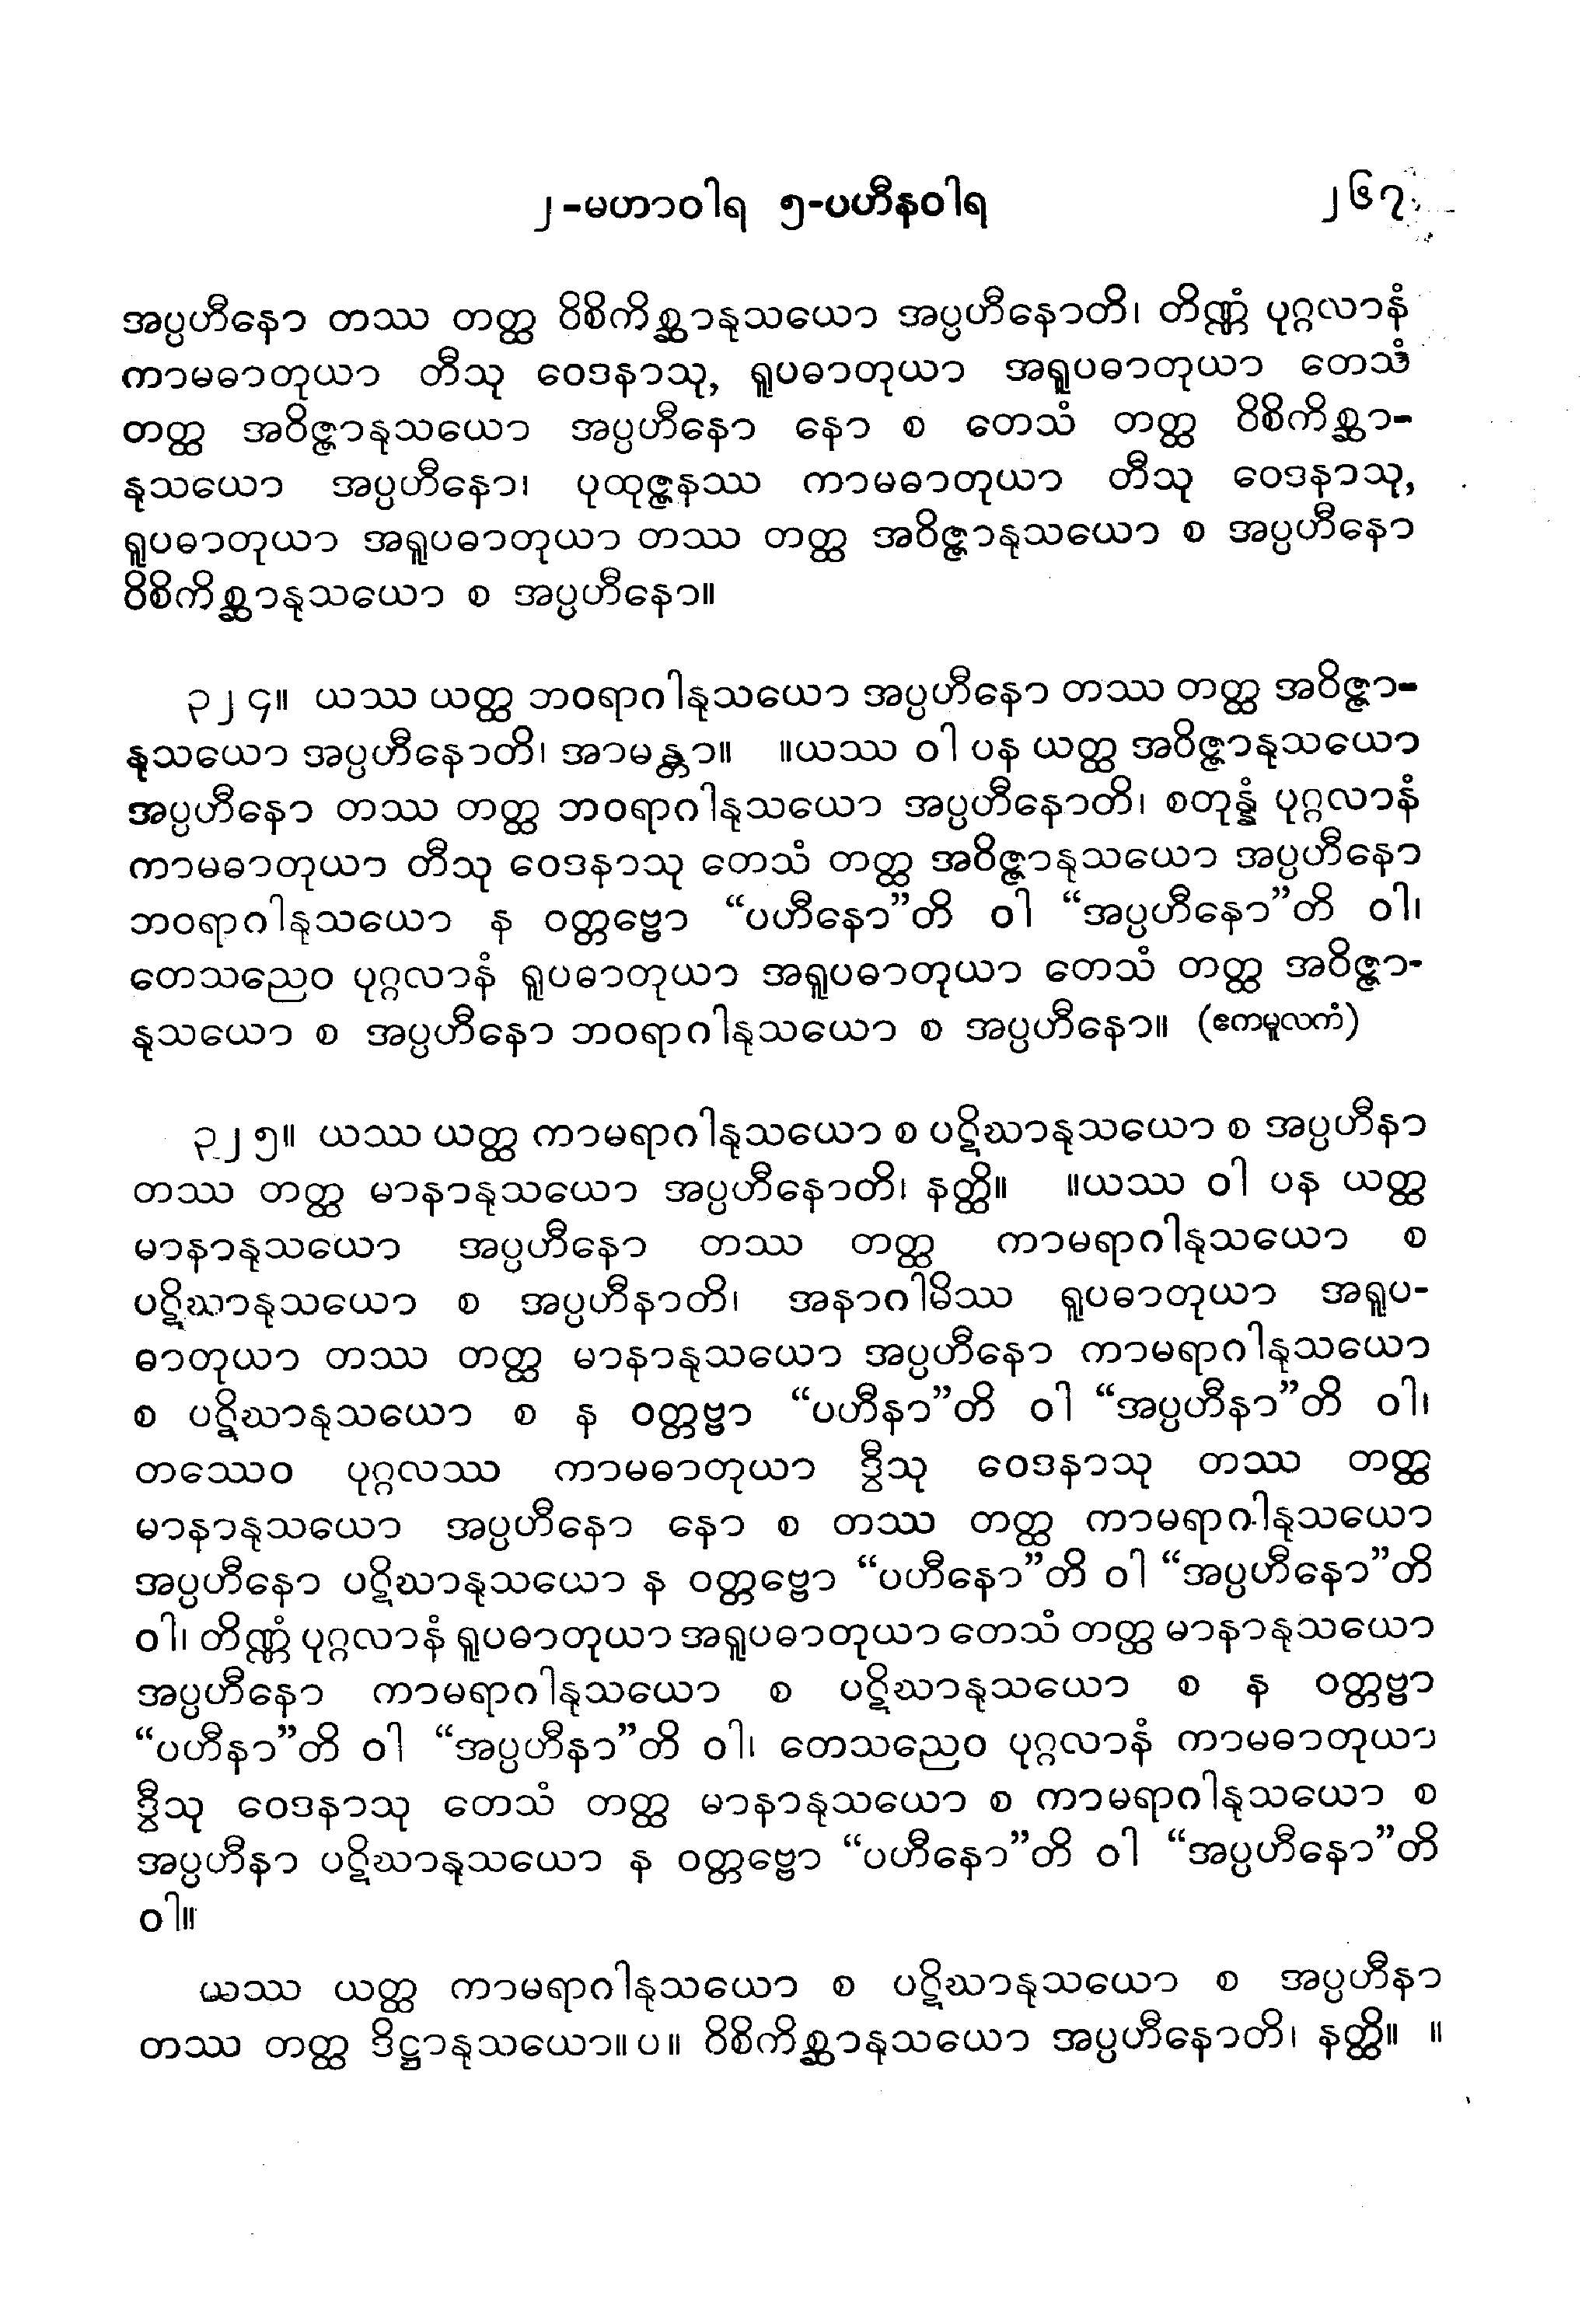 ၂-မဟာဝါရ ၅-ပဟီနဝါရ ၂၆၇
အပ္ပဟီနော တဿ တတ္ထ ဝိစိကိစ္ဆာနုသယော အပ္ပဟီနောတိ၊ တိဏ္ဏံ ပုဂ္ဂလာနံ
ကာမဓာတုယာ တီသု ဝေဒနာသု, ရူပဓာတုယာ အရူပဓာတုယာ တေသံ
တတ္ထ အဝိဇ္ဇာနုသယော အပ္ပဟီနော နော စ တေသံ တတ္ထ ဝိစိကိစ္ဆာ-
နုသယော အပ္ပဟီနော၊ ပုထုဇ္ဇနဿ ကာမဓာတုယာ တီသု ဝေဒနာသု,
ရူပဓာတုယာ အရူပဓာတုယာ တဿ တတ္ထ အဝိဇ္ဇာနုသယော စ အပ္ပဟီနော
ဝိစိကိစ္ဆာနုသယော စ အပ္ပဟီနော။
၃၂၄။ ယဿ ယတ္ထ ဘဝရာဂါနုသယော အပ္ပဟီနော တဿ တတ္ထ အဝိဇ္ဇာ-
နုသယော အပ္ပဟီနောတိ၊ အာမန္တာ။ ။ယဿ ဝါ ပန ယတ္ထ အဝိဇ္ဇာနုသယော
အပ္ပဟီနော တဿ တတ္ထ ဘဝရာဂါနုသယော အပ္ပဟီနောတိ၊ စတုန္နံ ပုဂ္ဂလာနံ
ကာမဓာတုယာ တီသု ဝေဒနာသု တေသံ တတ္ထ အဝိဇ္ဇာနုသယော အပ္ပဟီနော
ဘဝရာဂါနုသယော န ဝတ္တဗ္ဗော “ပဟီနော”တိ ဝါ “အပ္ပဟီနော”တိ ဝါ၊
တေသညေဝ ပုဂ္ဂလာနံ ရူပဓာတုယာ အရူပဓာတုယာ တေသံ တတ္ထ အဝိဇ္ဇာ-
နုသယော စ အပ္ပဟီနော ဘဝရာဂါနုသယော စ အပ္ပဟီနော။ (ဧကမူလကံ)
၃၂၅။ ယဿ ယတ္ထ ကာမရာဂါနုသယော စ ပဋိဃာနုသယော စ အပ္ပဟီနာ
တဿ တတ္ထ မာနာနုသယော အပ္ပဟီနောတိ၊ နတ္ထိ။ ။ယဿ ဝါ ပန ယတ္ထ
မာနာနုသယော အပ္ပဟီနော တဿ တတ္ထ ကာမရာဂါနုသယော စ
ပဋိဃာနုသယော စ အပ္ပဟီနာတိ၊ အနာဂါမိဿ ရူပဓာတုယာ အရူပ-
ဓာတုယာ တဿ တတ္ထ မာနာနုသယော အပ္ပဟီနော ကာမရာဂါနုသယော
စ ပဋိဃာနုသယော စ န ဝတ္တဗ္ဗာ “ပဟီနာ”တိ ဝါ “အပ္ပဟီနာ”တိ ဝါ၊
တဿေဝ ပုဂ္ဂလဿ ကာမဓာတုယာ ဒွီသု ဝေဒနာသု တဿ တတ္ထ
မာနာနုသယော အပ္ပဟီနော နော စ တဿ တတ္ထ ကာမရာဂါနုသယော
အပ္ပဟီနော ပဋိဃာနုသယော န ဝတ္တဗ္ဗော “ပဟီနော”တိ ဝါ “အပ္ပဟီနော”တိ
ဝါ၊ တိဏ္ဏံ ပုဂ္ဂလာနံ ရူပဓာတုယာ အရူပဓာတုယာ တေသံ တတ္ထ မာနာနုသယော
အပ္ပဟီနော ကာမရာဂါနုသယော စ ပဋိဃာနုသယော စ န ဝတ္တဗ္ဗာ
“ပဟီနာ”တိ ဝါ “အပ္ပဟီနာ”တိ ဝါ၊ တေသညေဝ ပုဂ္ဂလာနံ ကာမဓာတုယာ
ဒွီသု ဝေဒနာသု တေသံ တတ္ထ မာနာနုသယော စ ကာမရာဂါနုသယော စ
အပ္ပဟီနာ ပဋိဃာနုသယော န ဝတ္တဗ္ဗော “ပဟီနော”တိ ဝါ “အပ္ပဟီနော”တိ
ဝါ။
ယဿ ယတ္ထ ကာမရာဂါနုသယော စ ပဋိဃာနုသယော စ အပ္ပဟီနာ
တဿ တတ္ထ ဒိဋ္ဌာနုသယော။ပ။ ဝိစိကိစ္ဆာနုသယော အပ္ပဟီနောတိ၊ နတ္ထိ။ ။